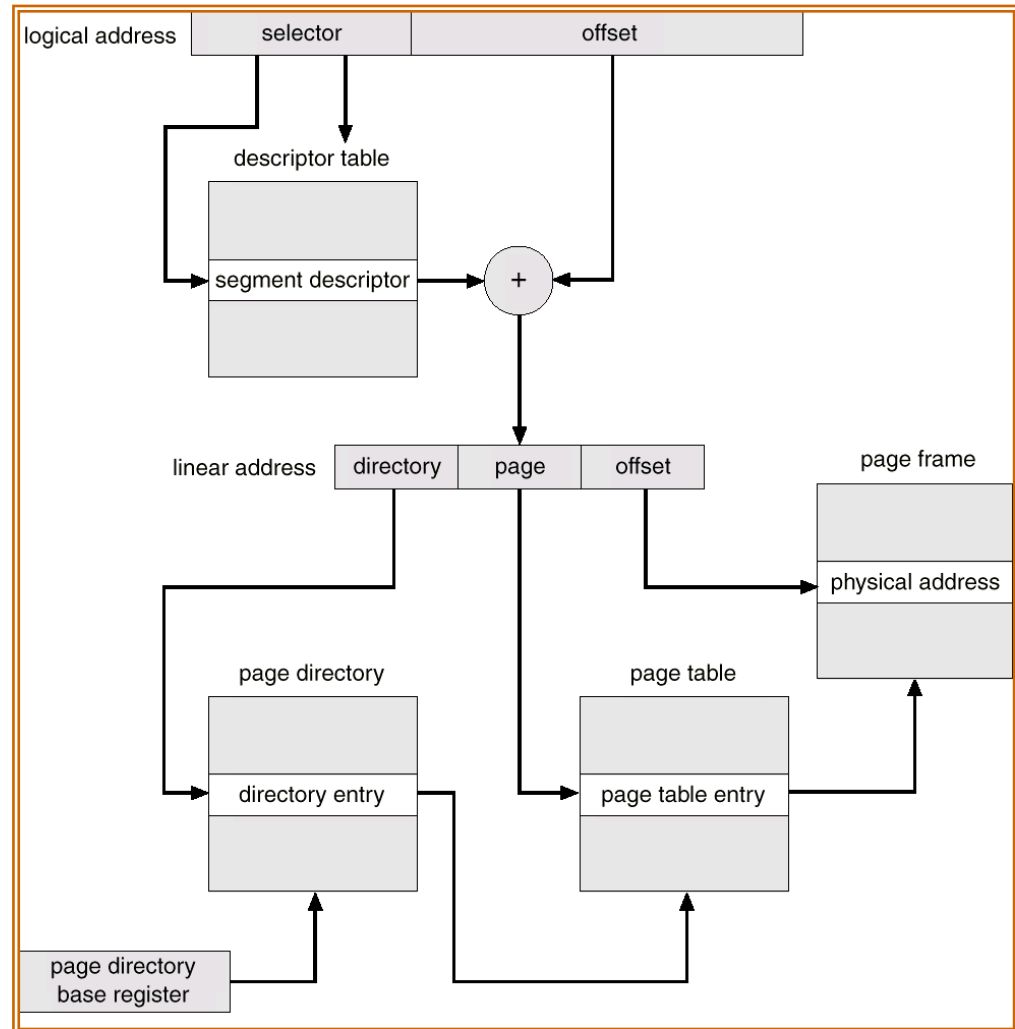 logical address
selector
offset
descriptor table
segment descriptor
+
linear address
directory
page
offset
page frame
physical address
page directory
page table
directory entry
page table entry
page directory
base register